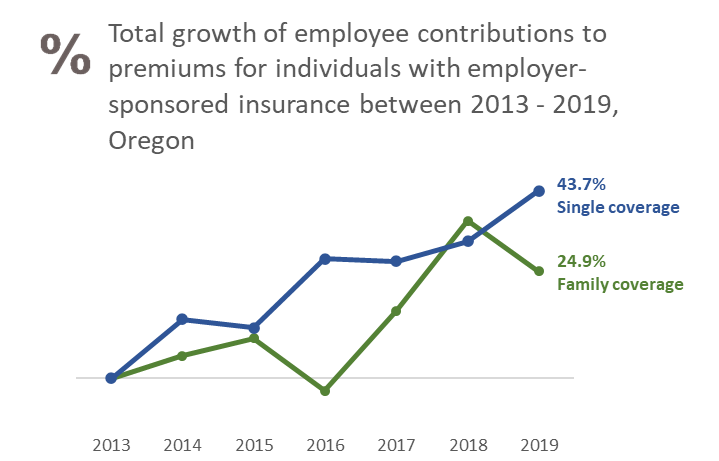 %
Total growth of employee contributions to
premiums for individuals with employer-
sponsored insurance between 2013 - 2019,
Oregon
43.7%
Single coverage
24.9%
Family coverage
2013 2014 2015 2016 2017 2018 2019